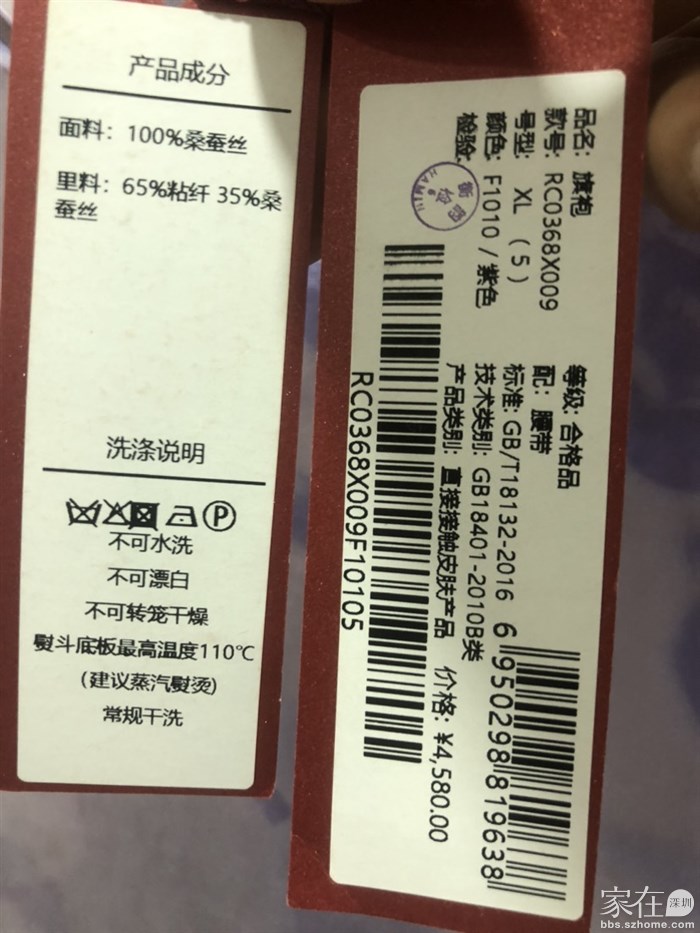 产品成分
面料：100%桑蚕丝
里料：65%粘纤 35%桑
蚕丝
洗涤说明
P
不可水洗
不可漂白
不可转笼干燥
熨斗底板最高温度110℃
(建议蒸汽熨烫)
常规干洗
品名：旗袍
款号：RC0368X009
号型：XL（5）
颜色：F1010 / 紫色
检验：
等级：合格品
配：腰带
标准：GB/T18132-2016
技术类别：GB18401-2010B类
产品类别：直接接触皮肤产品
价格：¥4,580.00
RC0368X009F10105
6950298819638
家在深圳
bbs.szhome.com